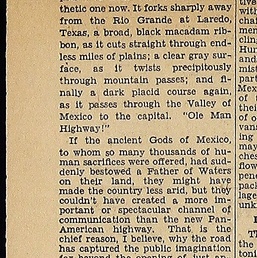 thetic one now. It forks sharply away
from the Rio Grande at Laredo,
Texas, a broad, black macadam rib-
bon, as it cuts straight through end-
less miles of plains; a clear gray sur-
face, as it twists precipitously
through mountain passes; and fi-
nally a dark placid course again,
as it passes through the Valley of
Mexico to the capital. "Ole Man
Highway!"
If the ancient Gods of Mexico,
to whom so many thousands of hu-
man sacrifices were offered, had sud-
denly bestowed a Father of Waters
on their land, they might have
made the country less arid, but they
couldn't have created a more im-
portant or spectacular channel of
communication than the new Pan-
American highway. That is the
chief reason, I believe, why the road
has captured the public imagination
far beyond the opening of just